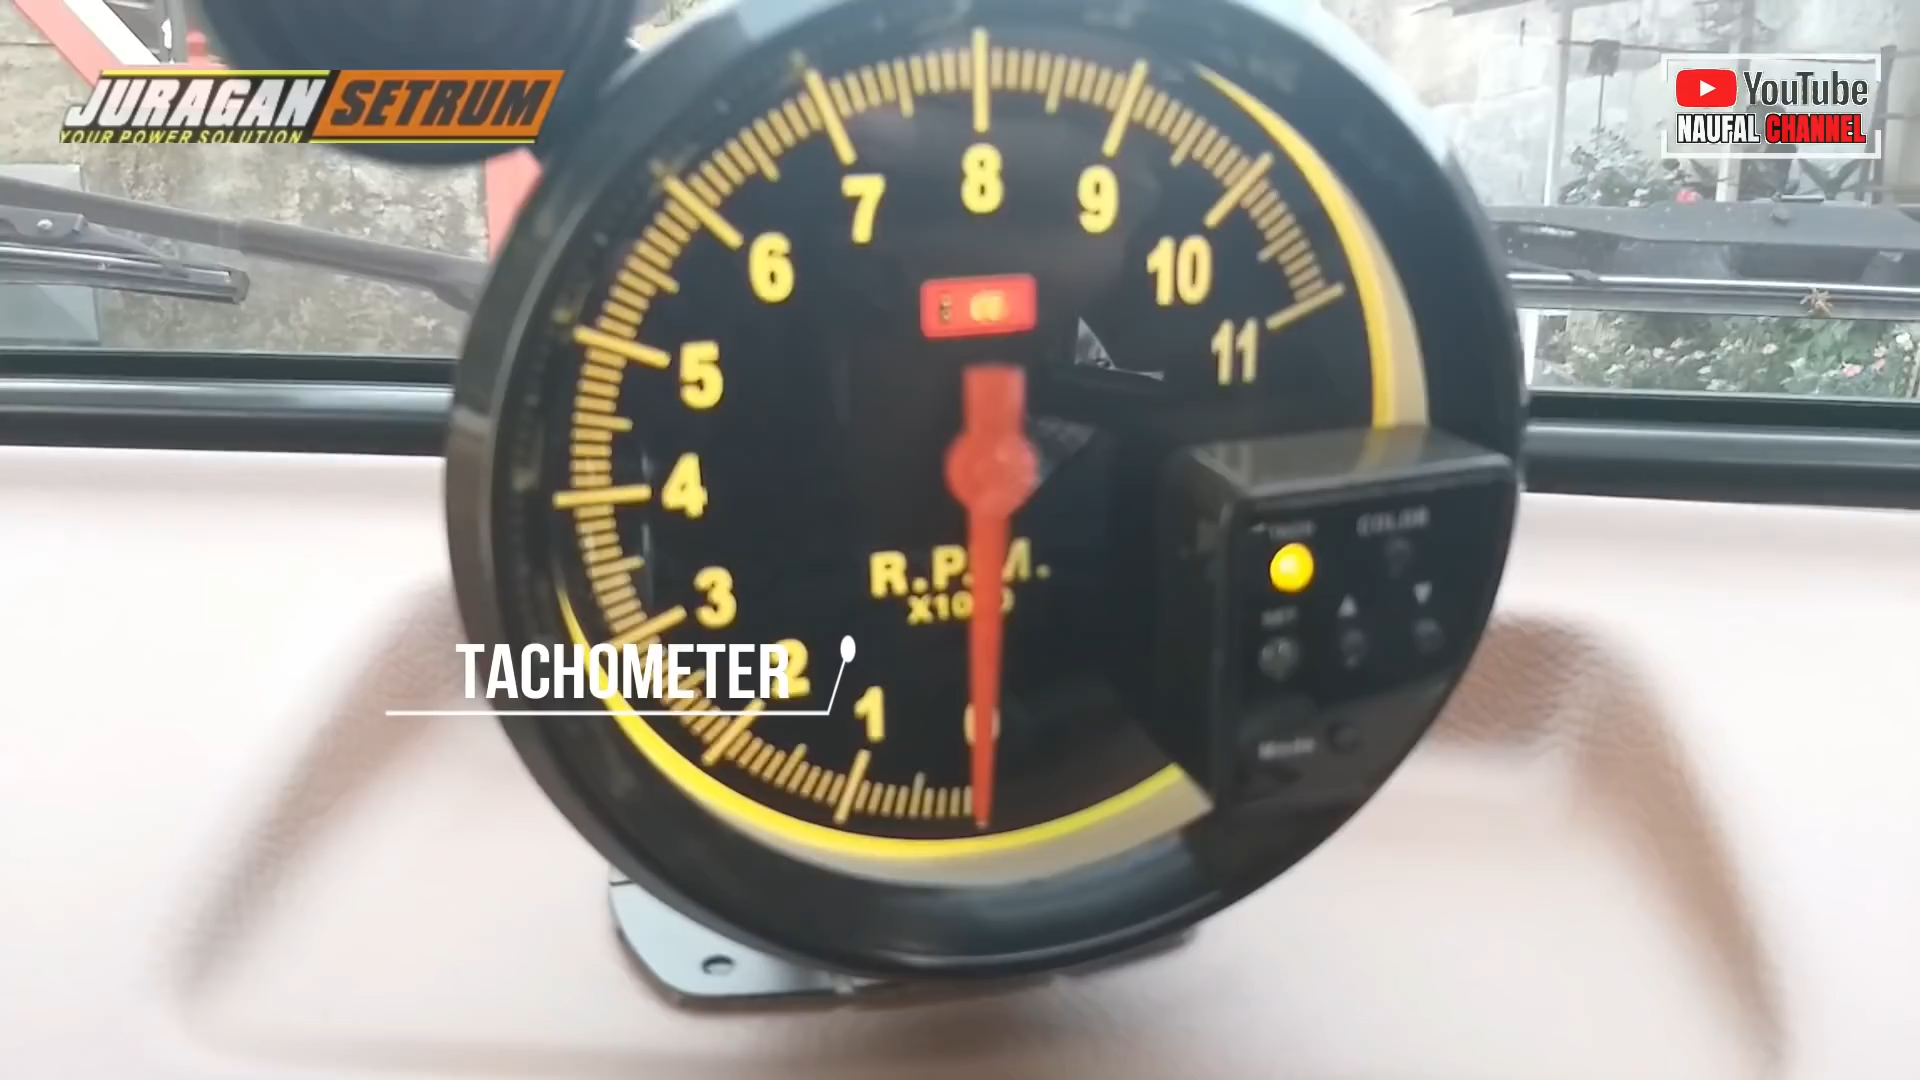 JURAGAN SETRUM
YOUR POWER SOLUTION
YouTube
NAUFAL CHANNEL
8
7
9
6
10
5
11
4
R.P.M.
3
COLOR
SET
TACHOMETER
2
1
0
Mode